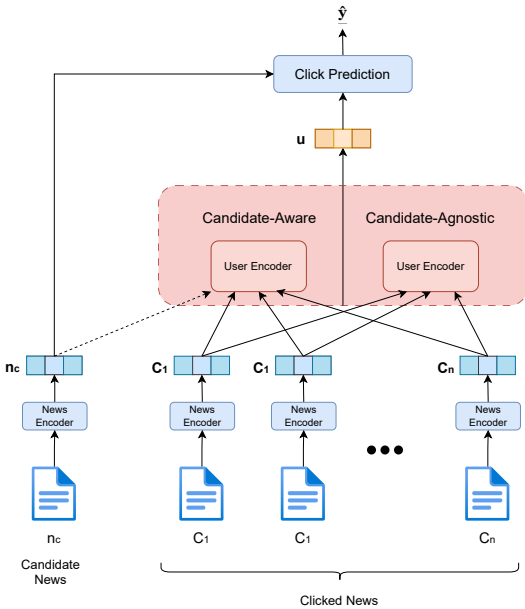 ŷ
Click Prediction
u
Candidate-Aware
Candidate-Agnostic
User Encoder
User Encoder
nc
C1
C1
Cn
News
Encoder
News
Encoder
News
Encoder
News
Encoder
nc
C1
C1
Cn
Candidate
News
Clicked News